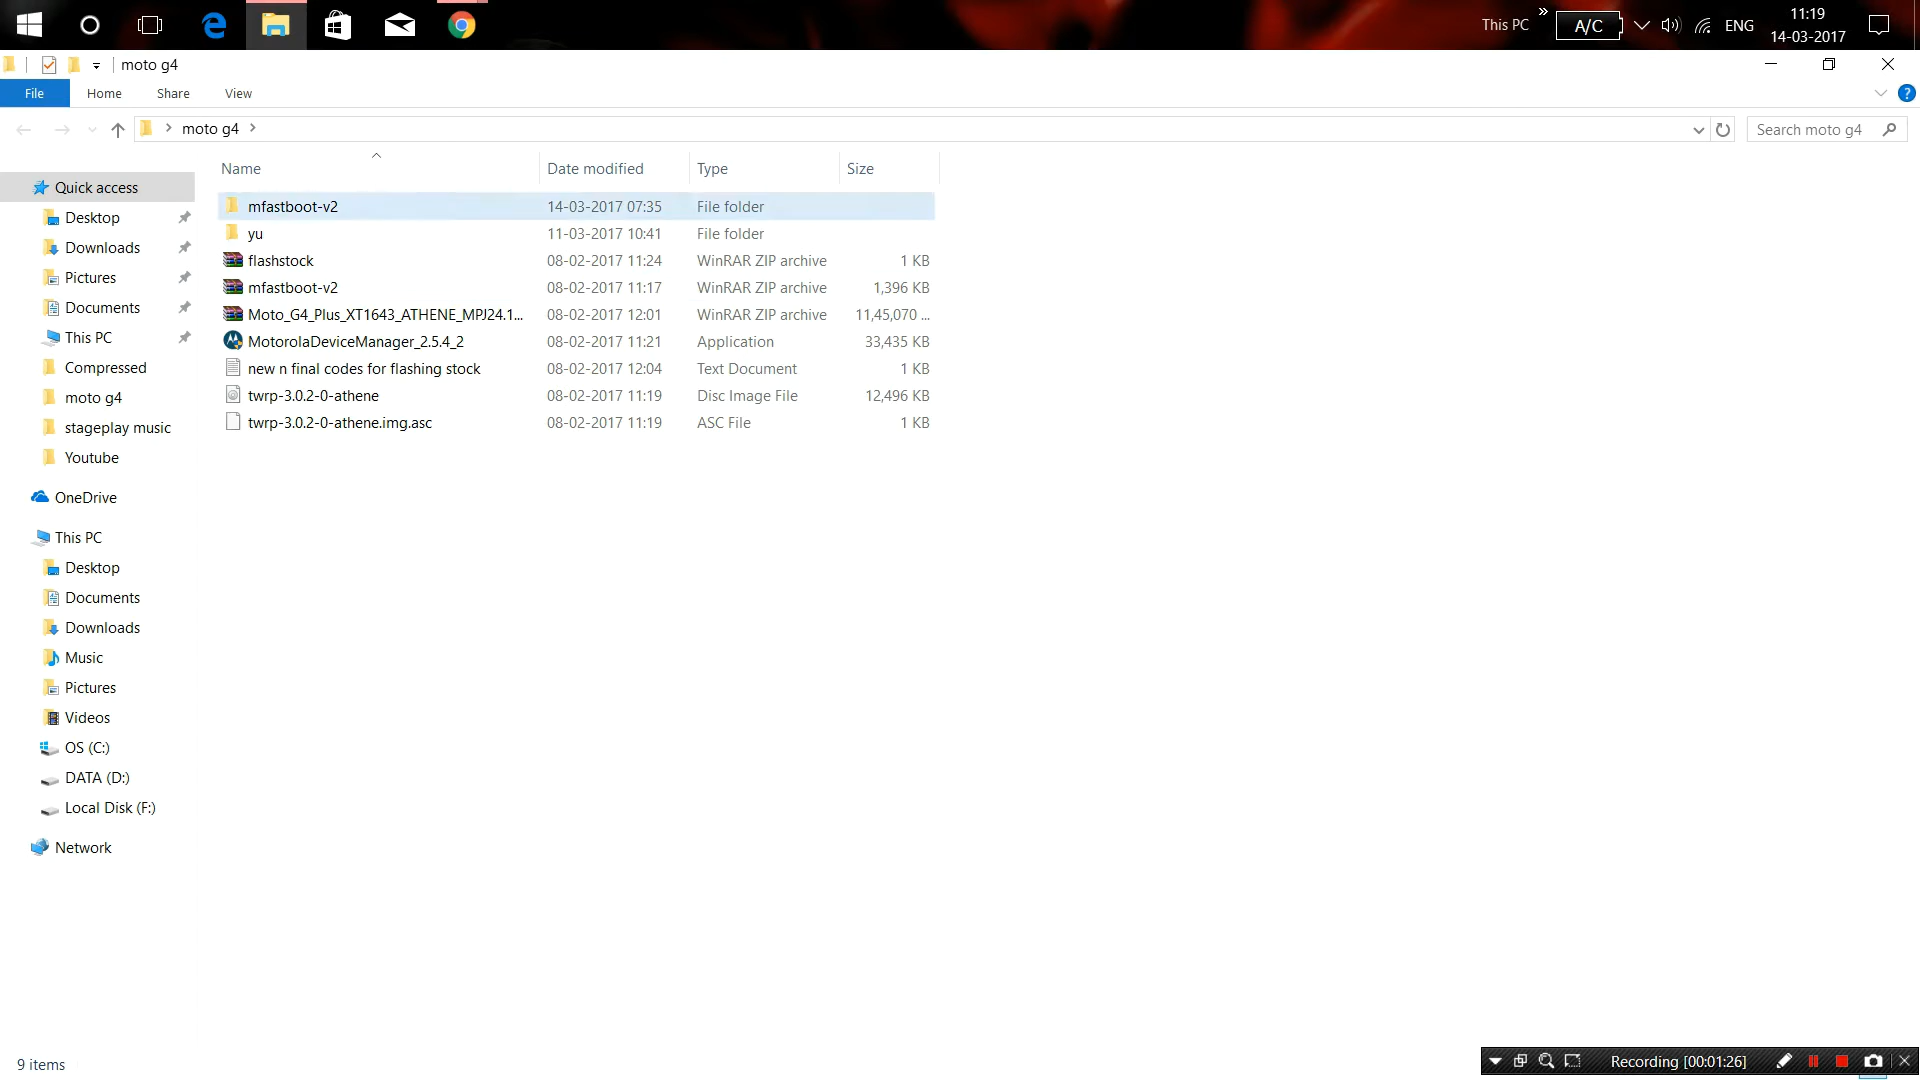 This PC
»
A/C
ENG
11:19
14-03-2017
moto g4
File
Home
Share
View
?
moto g4
Search moto g4
Name
Date modified
Type
Size
Quick access
Desktop
Downloads
Pictures
Documents
This PC
Compressed
moto g4
stageplay music
Youtube
OneDrive
This PC
Desktop
Documents
Downloads
Music
Pictures
Videos
OS (C:)
DATA (D:)
Local Disk (F:)
Network
mfastboot-v2 14-03-2017 07:35 File folder
yu 11-03-2017 10:41 File folder
flashstock 08-02-2017 11:24 WinRAR ZIP archive 1 KB
mfastboot-v2 08-02-2017 11:17 WinRAR ZIP archive 1,396 KB
Moto_G4_Plus_XT1643_ATHENE_MPJ24.1... 08-02-2017 12:01 WinRAR ZIP archive 11,45,070 ...
MotorolaDeviceManager_2.5.4_2 08-02-2017 11:21 Application 33,435 KB
new n final codes for flashing stock 08-02-2017 12:04 Text Document 1 KB
twrp-3.0.2-0-athene 08-02-2017 11:19 Disc Image File 12,496 KB
twrp-3.0.2-0-athene.img.asc 08-02-2017 11:19 ASC File 1 KB
9 items
Recording [00:01:26]